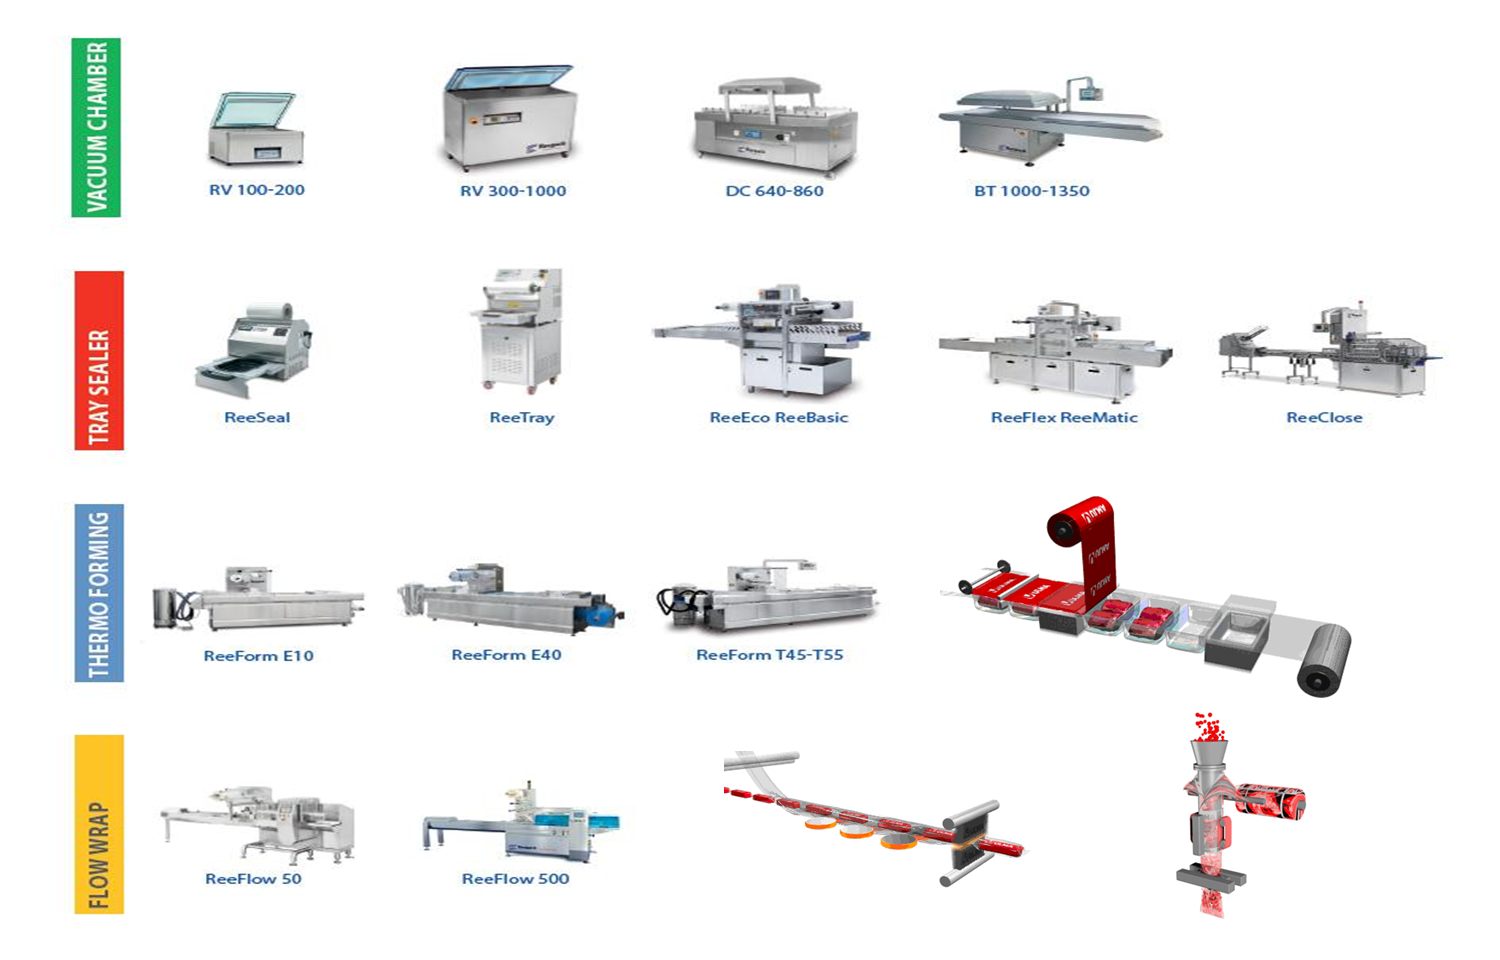 VACUUM CHAMBER
RV 100-200
RV 300-1000
DC 640-860
BT 1000-1350
TRAY SEALER
ReeSeal
ReeTray
ReeEco ReeBasic
ReeFlex ReeMatic
ReeClose
THERMO FORMING
ReeForm E10
ReeForm E40
ReeForm T45-T55
FLOW WRAP
ReeFlow 50
ReeFlow 500